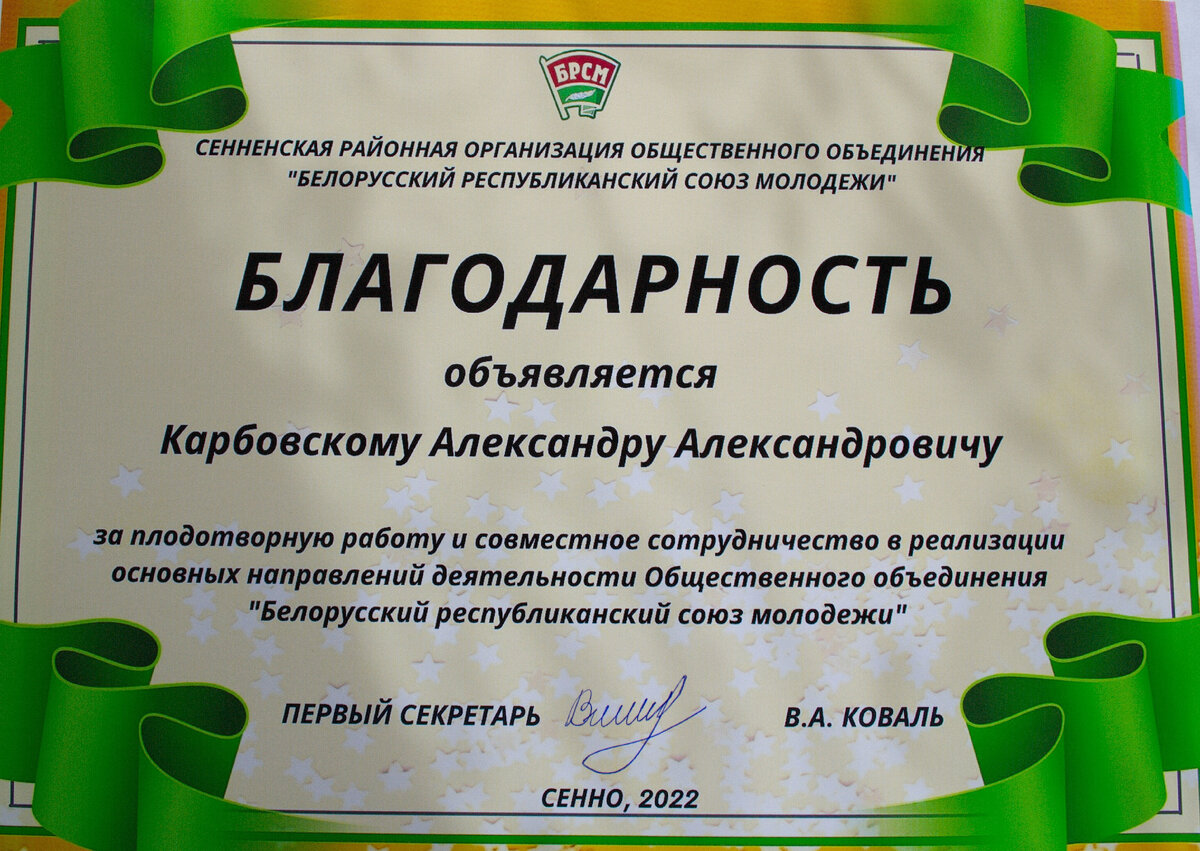 БРСМ
СЕННЕНСКАЯ РАЙОННАЯ ОРГАНИЗАЦИЯ ОБЩЕСТВЕННОГО ОБЪЕДИНЕНИЯ
"БЕЛОРУССКИЙ РЕСПУБЛИКАНСКИЙ СОЮЗ МОЛОДЕЖИ"
БЛАГОДАРНОСТЬ
объявляется
Карбовскому Александру Александровичу
за плодотворную работу и совместное сотрудничество в реализации
основных направлений деятельности Общественного объединения
"Белорусский республиканский союз молодежи"
ПЕРВЫЙ СЕКРЕТАРЬ В.А. КОВАЛЬ
СЕННО, 2022